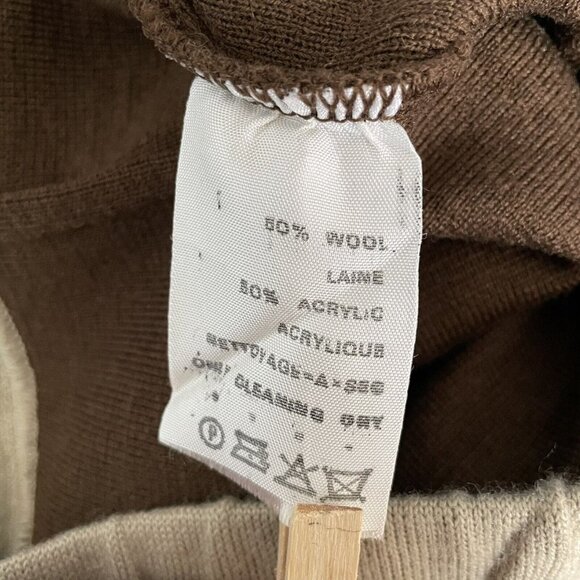 50% WOOL
LAINE
50% ACRYLIC
ACRYLIQUE
NETTOYAGE-A-SEC
ONLY CLEANING DRY
P